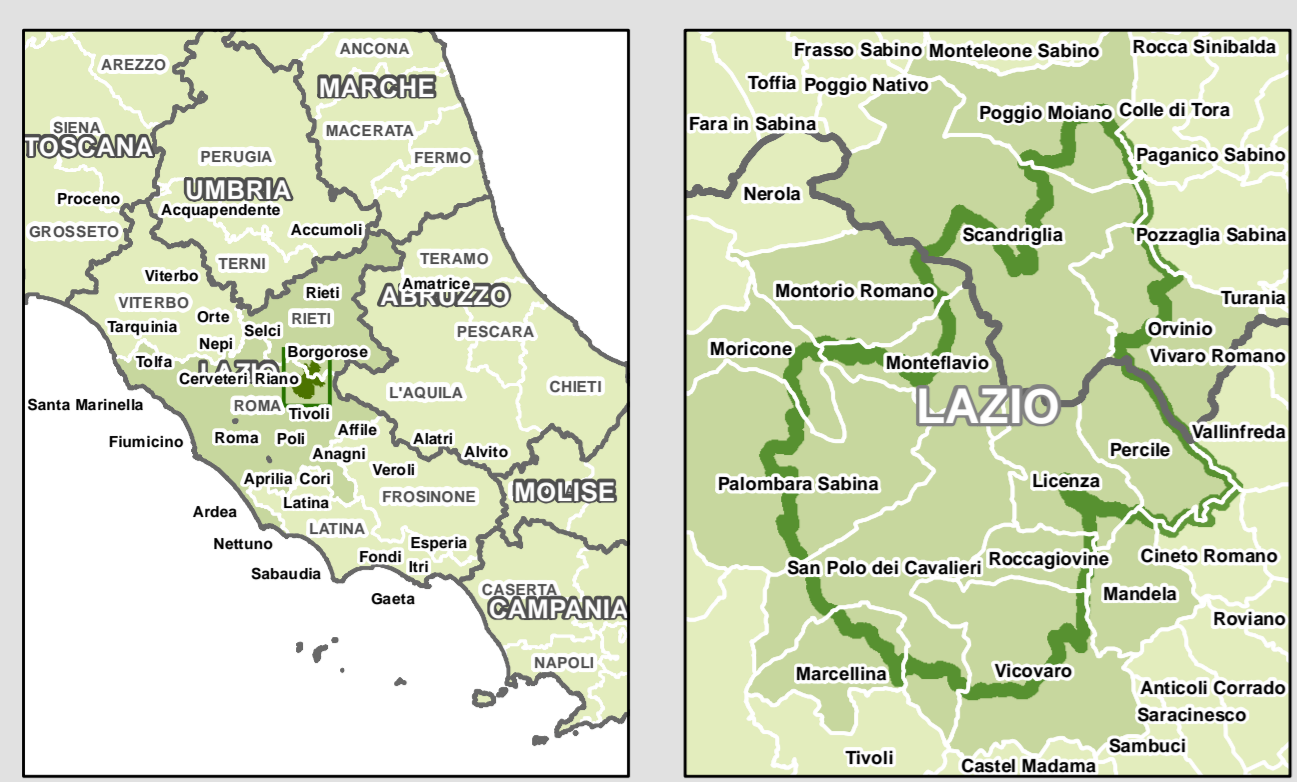 ANCONA
AREZZO
MARCHE
SIENA
MACERATA
TOSCANA
PERUGIA
FERMO
UMBRIA
Proceno
Acquapendente
GROSSETO
Accumoli
TERNI
TERAMO
Viterbo
Amatrice
Rieti
ABRUZZO
VITERBO
Orte
RIETI
Tarquinia
Selci
PESCARA
Nepi
Borgorose
Tolfa
LAZIO
Cerveteri Riano
CHIETI
L'AQUILA
Santa Marinella
ROMA
Tivoli
Affile
Fiumicino
Roma
Poli
Alatri
Anagni
Alvito
Veroli
Aprilia Cori
FROSINONE
MOLISE
Latina
Ardea
LATINA
Nettuno
Esperia
Fondi
Itri
Sabaudia
CASERTA
Gaeta
CAMPANIA
NAPOLI
Frasso Sabino Monteleone Sabino
Rocca Sinibalda
Toffia Poggio Nativo
Poggio Moiano Colle di Tora
Fara in Sabina
Paganico Sabino
Nerola
Scandriglia
Pozzaglia Sabina
Montorio Romano
Turania
Orvinio
Moricone
Vivaro Romano
Monteflavio
LAZIO
Vallinfreda
Percile
Palombara Sabina
Licenza
San Polo dei Cavalieri
Roccagiovine
Cineto Romano
Mandela
Roviano
Marcellina
Vicovaro
Anticoli Corrado
Saracinesco
Sambuci
Tivoli
Castel Madama